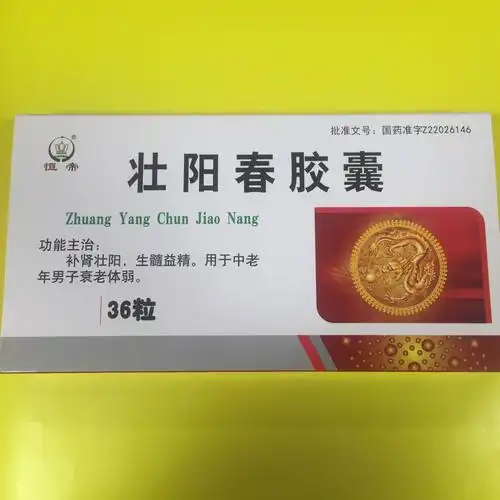 批准文号：国药准字Z22026146
®
恒帝
壮阳春胶囊
Zhuang Yang Chun Jiao Nang
功能主治：
补肾壮阳，生髓益精。用于中老
年男子衰老体弱。
36粒